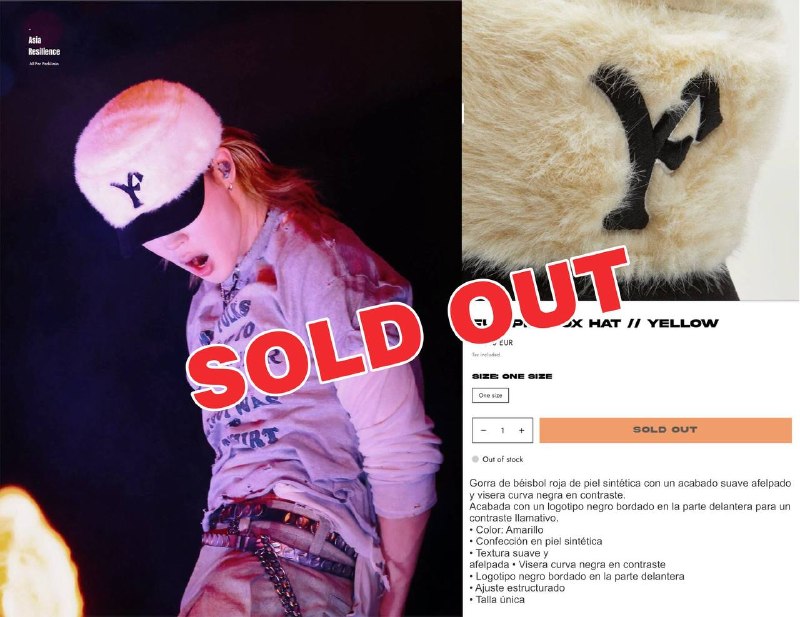 Asia
Resilience
SOLD OUT
HAT // YELLOW
EUR
Tax included.
SIZE: ONE SIZE
One size
− 1 +
SOLD OUT
Out of stock
Gorra de béisbol roja de piel sintética con un acabado suave afelpado
y visera curva negra en contraste.
Acabada con un logotipo negro bordado en la parte delantera para un
contraste llamativo.
• Color: Amarillo
• Confección en piel sintética
• Textura suave y
afelpada • Visera curva negra en contraste
• Logotipo negro bordado en la parte delantera
• Ajuste estructurado
• Talla única